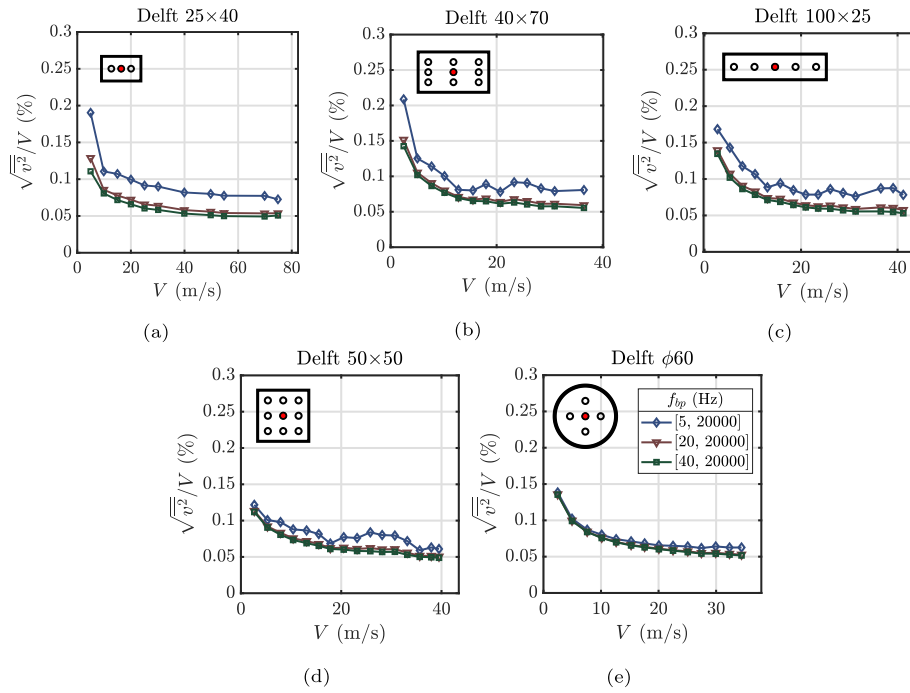 Delft 25×40
0.3
0.25
0.2
0.15
0.1
0.05
0
√v²/V (%)
0 20 40 60 80
V (m/s)
(a)
Delft 40×70
0.3
0.25
0.2
0.15
0.1
0.05
0
√v²/V (%)
0 20 40
V (m/s)
(b)
Delft 100×25
0.3
0.25
0.2
0.15
0.1
0.05
0
√v²/V (%)
0 20 40
V (m/s)
(c)
Delft 50×50
0.3
0.25
0.2
0.15
0.1
0.05
0
√v²/V (%)
0 20 40
V (m/s)
(d)
Delft ϕ60
0.3
0.25
0.2
0.15
0.1
0.05
0
√v²/V (%)
0 10 20 30
V (m/s)
f_bp (Hz)
[5, 20000]
[20, 20000]
[40, 20000]
(e)